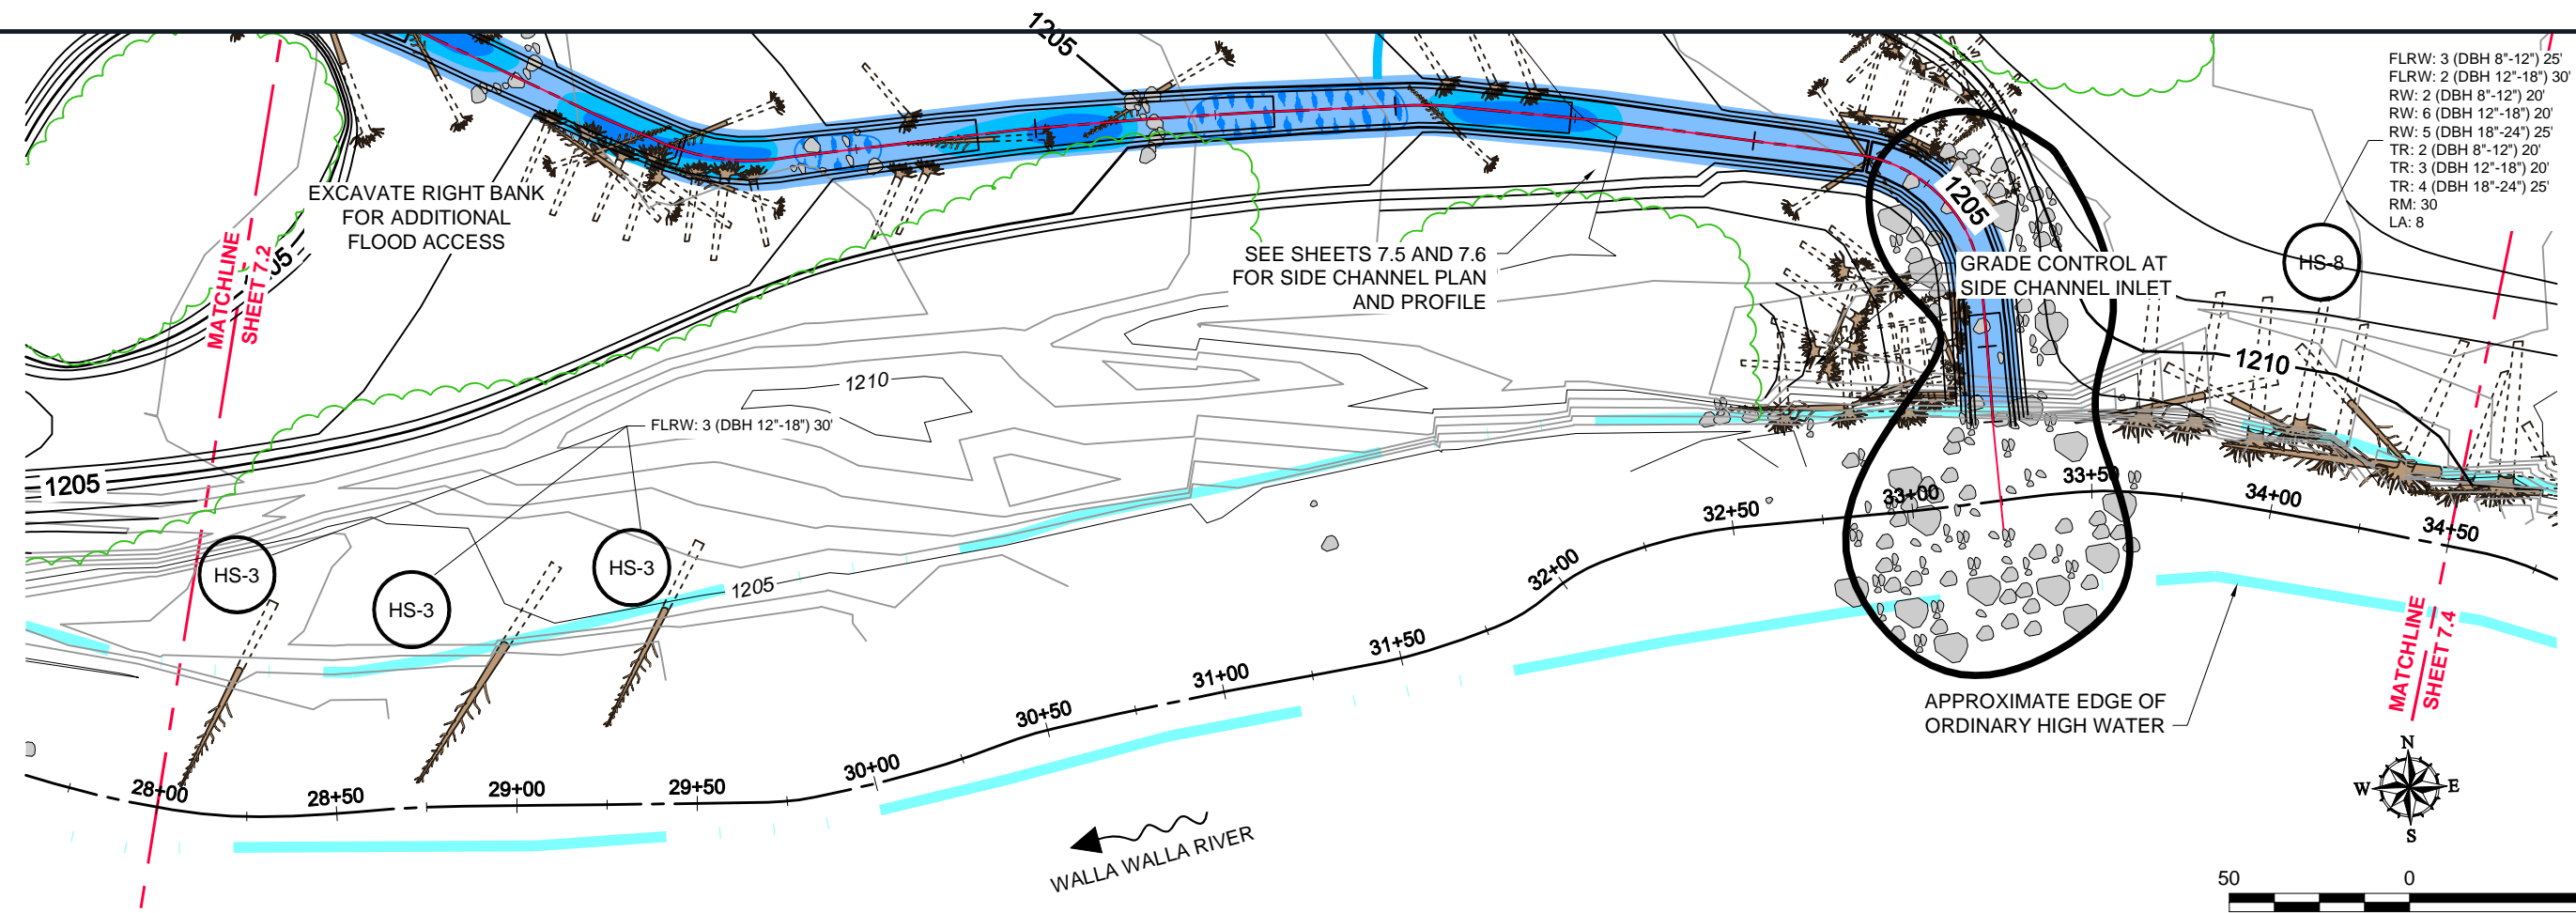 1205
FLRW: 3 (DBH 8"-12") 25'
FLRW: 2 (DBH 12"-18") 30'
RW: 2 (DBH 8"-12") 20'
RW: 6 (DBH 12"-18") 20'
RW: 5 (DBH 18"-24") 25'
TR: 2 (DBH 8"-12") 20'
TR: 3 (DBH 12"-18") 20'
TR: 4 (DBH 18"-24") 25'
RM: 30
LA: 8
EXCAVATE RIGHT BANK
FOR ADDITIONAL
FLOOD ACCESS
MATCHLINE
SHEET 7.2
05
1205
SEE SHEETS 7.5 AND 7.6
FOR SIDE CHANNEL PLAN
AND PROFILE
GRADE CONTROL AT
SIDE CHANNEL INLET
HS-8
1210
1210
FLRW: 3 (DBH 12"-18") 30'
1205
HS-3
HS-3
HS-3
1205
28+00
28+50
29+00
29+50
30+00
30+50
31+00
31+50
32+00
32+50
33+00
33+50
34+00
34+50
MATCHLINE
SHEET 7.4
APPROXIMATE EDGE OF
ORDINARY HIGH WATER
WALLA WALLA RIVER
N
W
E
S
50
0